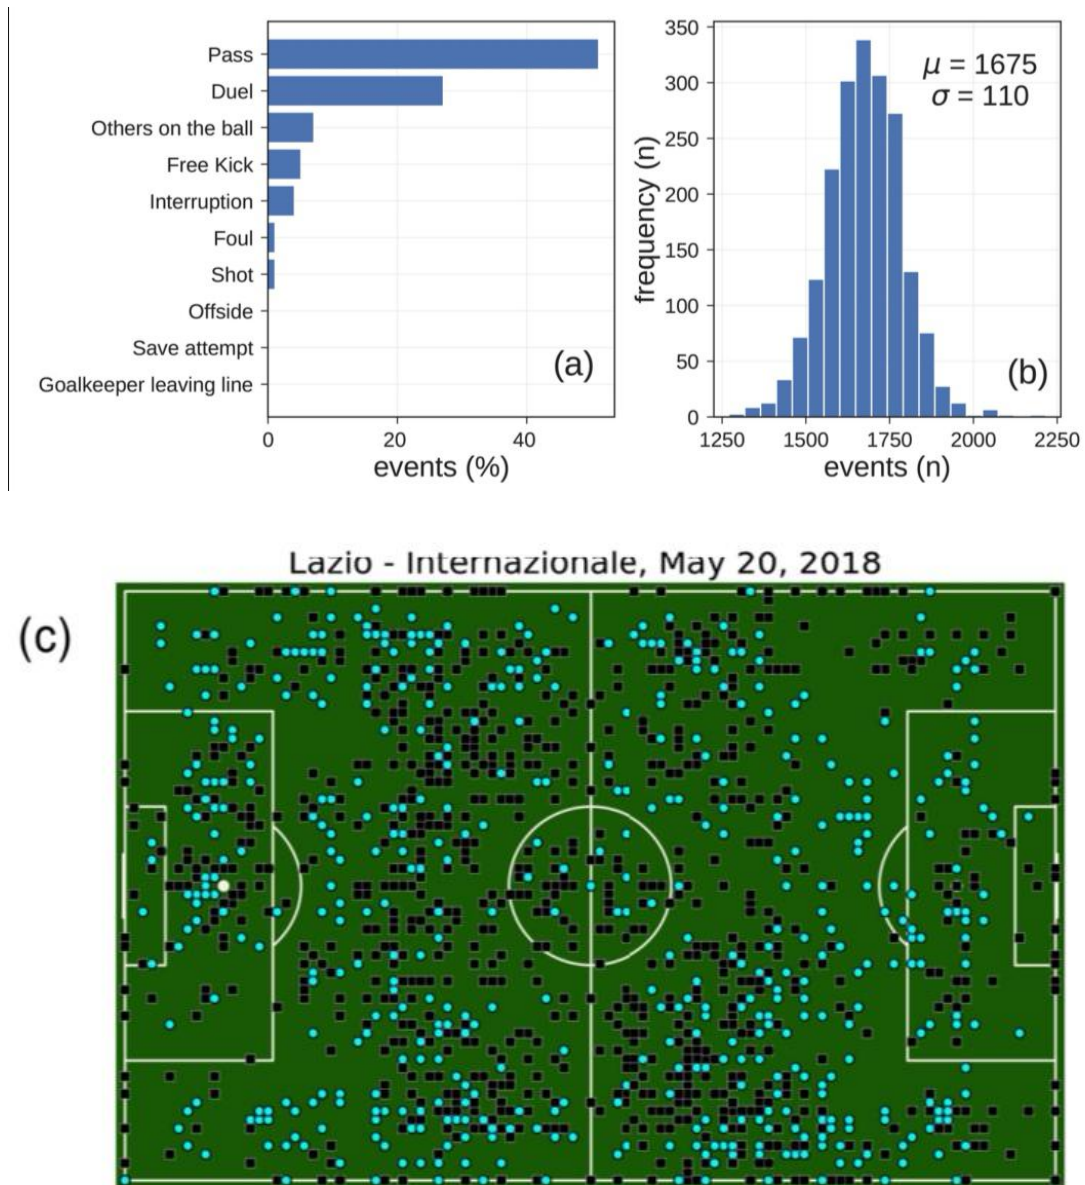 Pass
Duel
Others on the ball
Free Kick
Interruption
Foul
Shot
Offside
Save attempt
Goalkeeper leaving line
(a)
0 20 40
events (%)
350
300
250
200
150
100
50
0
frequency (n)
μ = 1675
σ = 110
(b)
1250 1500 1750 2000 2250
events (n)
Lazio - Internazionale, May 20, 2018
(c)